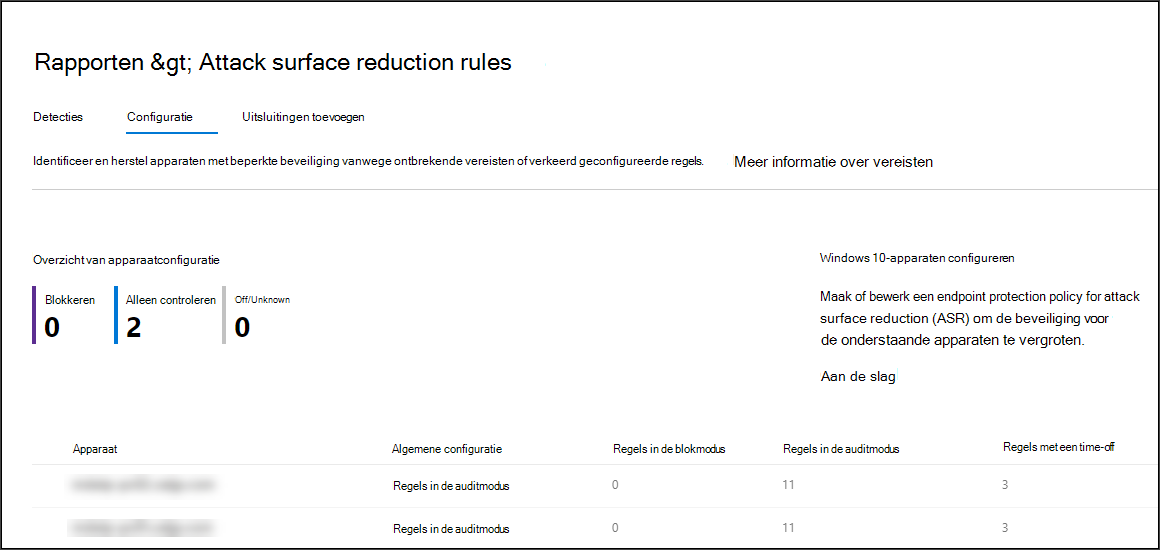 Rapporten &gt; Attack surface reduction rules
Detecties Configuratie Uitsluitingen toevoegen
Identificeer en herstel apparaten met beperkte beveiliging vanwege ontbrekende vereisten of verkeerd geconfigureerde regels. Meer informatie over vereisten
Overzicht van apparaatconfiguratie
Blokkeren Alleen controleren Off/Unknown
0 2 0
Windows 10-apparaten configureren
Maak of bewerk een endpoint protection policy for attack
surface reduction (ASR) om de beveiliging voor
de onderstaande apparaten te vergroten.
Aan de slag
Apparaat Algemene configuratie Regels in de blokmodus Regels in de auditmodus Regels met een time-off
Regels in de auditmodus 0 11 3
Regels in de auditmodus 0 11 3